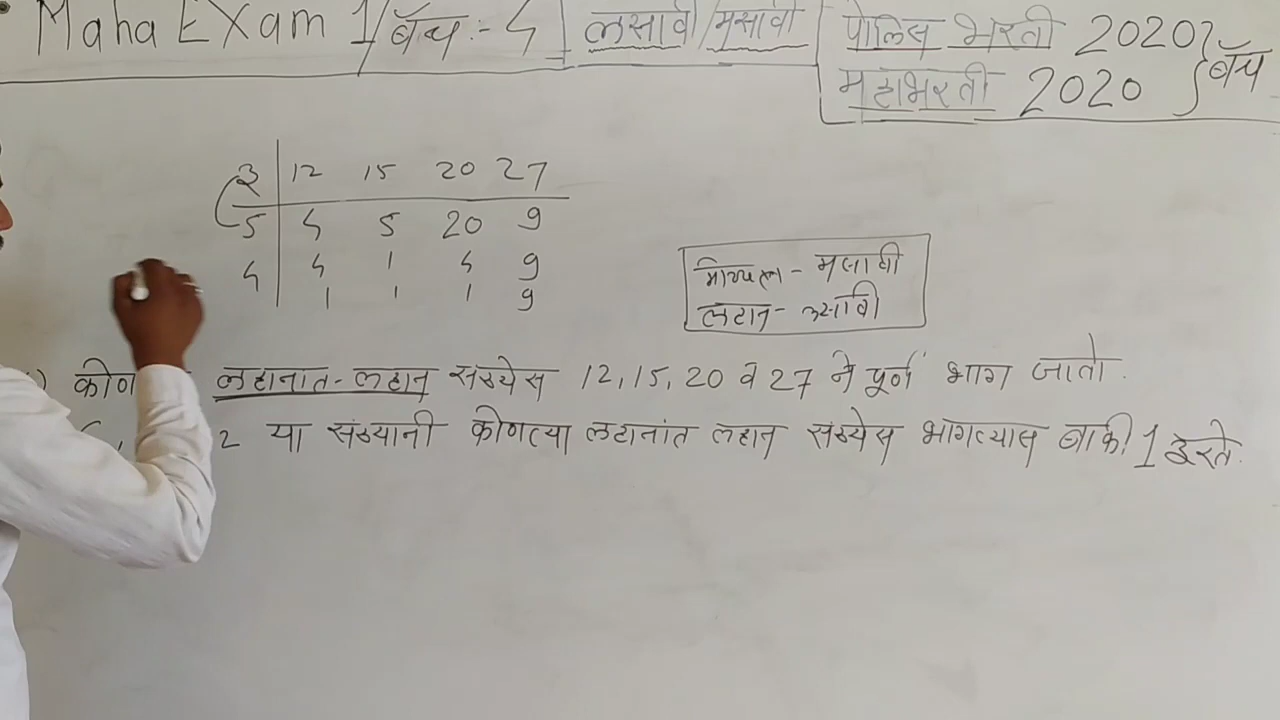 Maha EXam 1/बॅच :- 4
लसावी/मसावी
पोलिस भरती 2020
महाभरती 2020
बॅच
3 12 15 20 27
5 4 5 20 9
4 4 1 4 9
1 1 1 9
मसावी
लहान - लसावि
कोण लहानात-लहान संख्येस 12, 15, 20 व 27 ने पूर्ण भाग जातो.
2 या संख्यानी कोणत्या लहानांत लहान संख्येस भागल्यास बाकी 1 उरते.